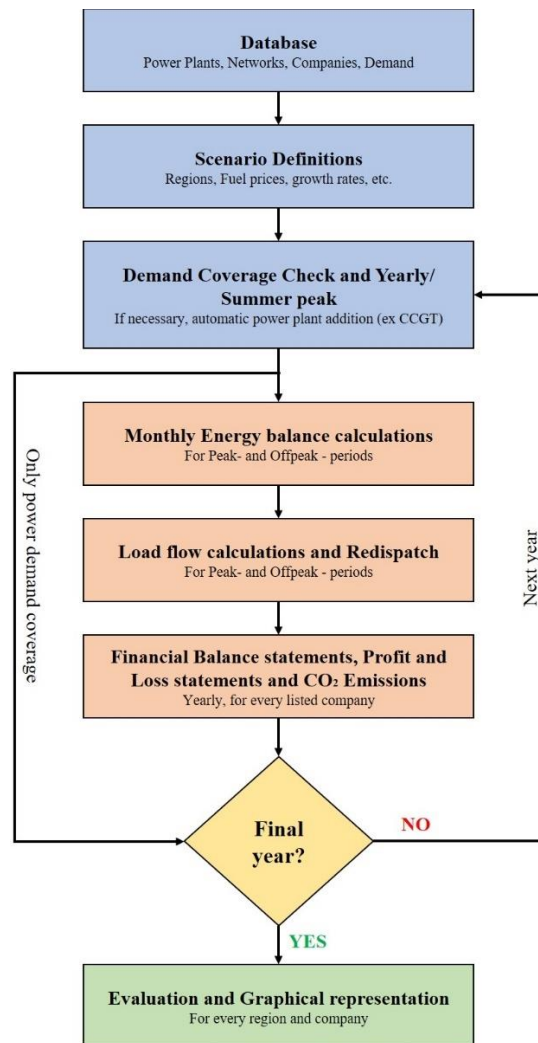 Database
Power Plants, Networks, Companies, Demand
Scenario Definitions
Regions, Fuel prices, growth rates, etc.
Demand Coverage Check and Yearly/
Summer peak
If necessary, automatic power plant addition (ex CCGT)
Only power demand coverage
Monthly Energy balance calculations
For Peak- and Offpeak - periods
Load flow calculations and Redispatch
For Peak- and Offpeak - periods
Next year
Financial Balance statements, Profit and
Loss statements and CO₂ Emissions
Yearly, for every listed company
Final
year?
NO
YES
Evaluation and Graphical representation
For every region and company